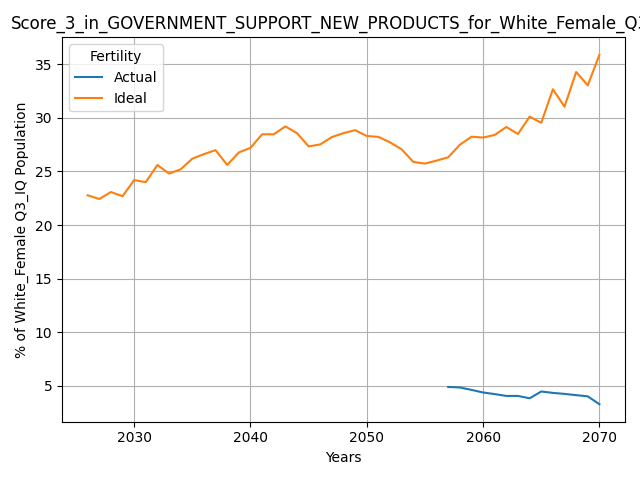 Score_3_in_GOVERNMENT_SUPPORT_NEW_PRODUCTS_for_White_Female_Q3
Fertility
Actual
Ideal
35
30
25
20
15
10
5
% of White_Female Q3_IQ Population
2030 2040 2050 2060 2070
Years